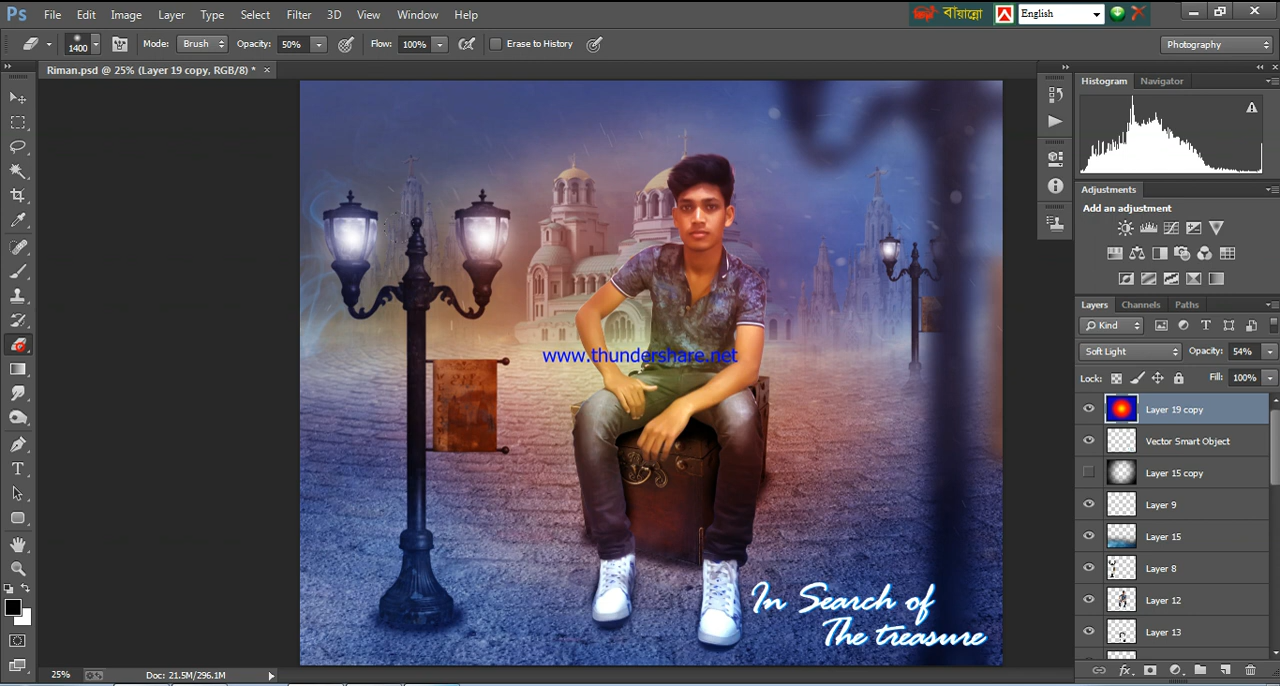 Ps File Edit Image Layer Type Select Filter 3D View Window Help
বায়ান্নো English
1400 Mode: Brush Opacity: 50% Flow: 100% Erase to History Photography
Riman.psd @ 25% (Layer 19 copy, RGB/8) * ×
Histogram Navigator
Adjustments
Add an adjustment
Layers Channels Paths
Kind
Soft Light Opacity: 54%
Lock: Fill: 100%
Layer 19 copy
Vector Smart Object
Layer 15 copy
Layer 9
Layer 15
Layer 8
Layer 12
Layer 13
www.thundershare.net
In Search of
The treasure
25% Doc: 21.5M/296.1M